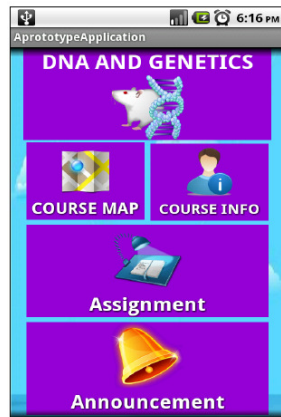 6:16 PM
AprototypeApplication
DNA AND GENETICS
COURSE MAP
COURSE INFO
Assignment
Announcement